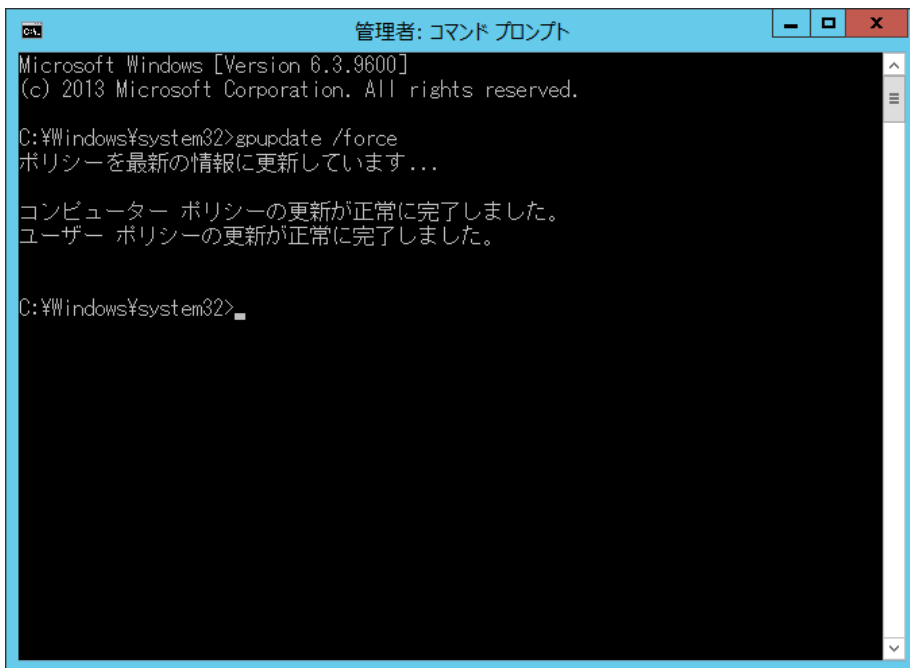 管理者: コマンド プロンプト
Microsoft Windows [Version 6.3.9600]
(c) 2013 Microsoft Corporation. All rights reserved.
C:¥Windows¥system32>gpupdate /force
ポリシーを最新の情報に更新しています...
コンピューター ポリシーの更新が正常に完了しました。
ユーザー ポリシーの更新が正常に完了しました。
C:¥Windows¥system32>